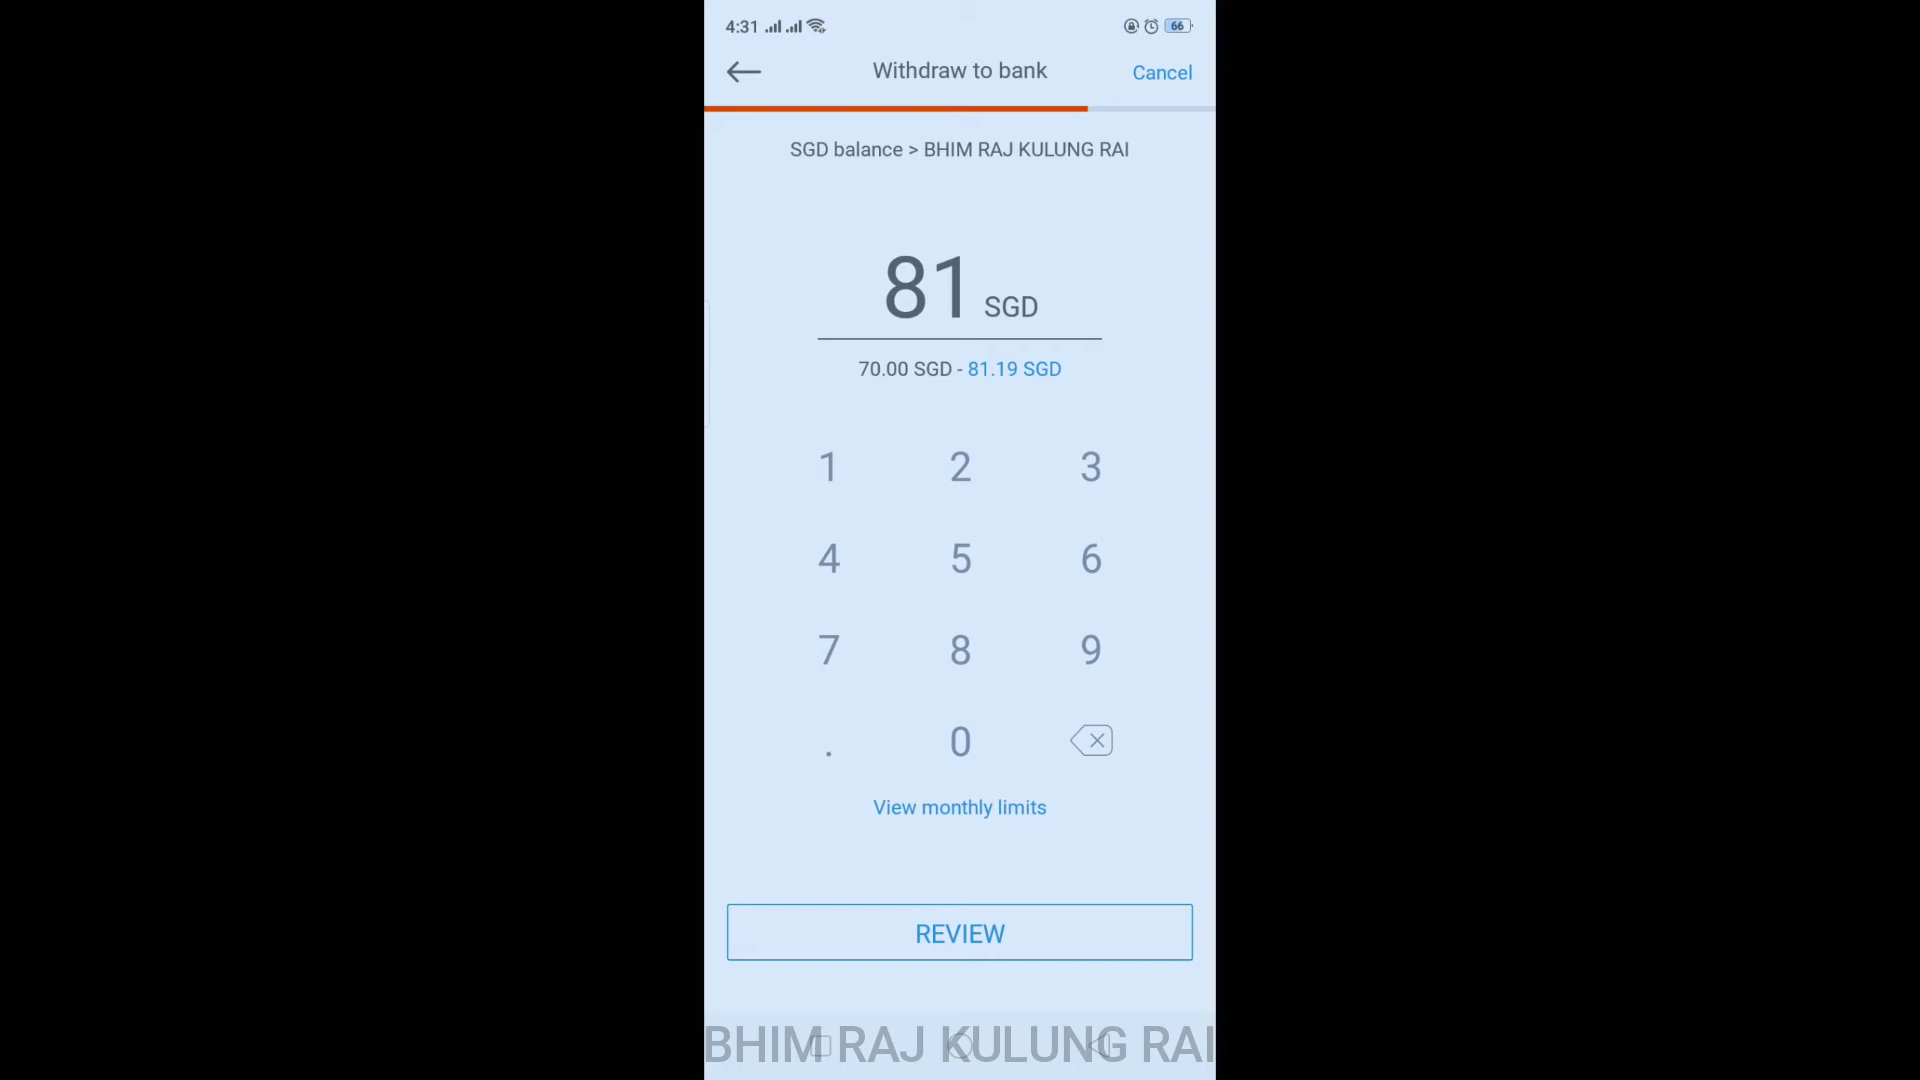 4:31 66
Withdraw to bank Cancel
SGD balance > BHIM RAJ KULUNG RAI
81 SGD
70.00 SGD - 81.19 SGD
1 2 3
4 5 6
7 8 9
. 0
View monthly limits
REVIEW
BHIM RAJ KULUNG RAI